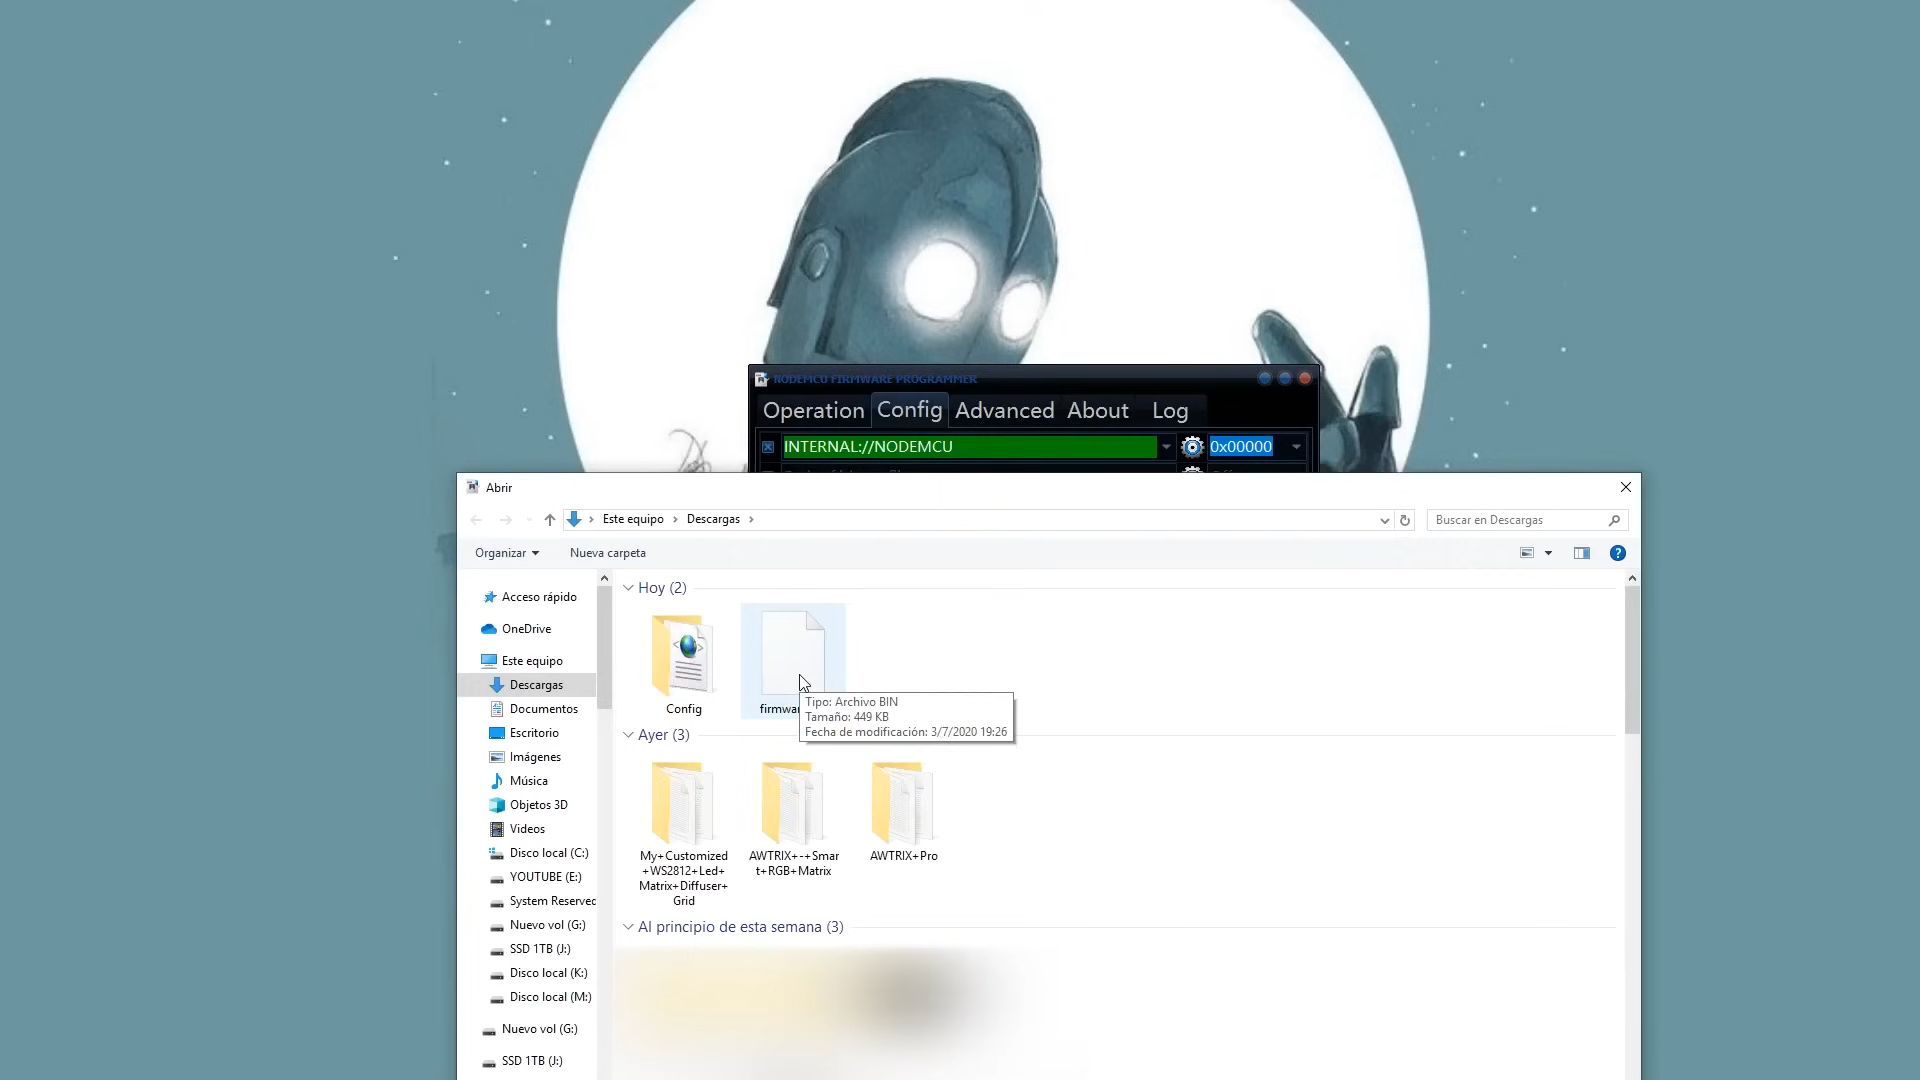 NODEMCU FIRMWARE PROGRAMMER
Operation Config Advanced About Log
INTERNAL://NODEMCU 0x00000
Abrir
Este equipo > Descargas >
Buscar en Descargas
Organizar Nueva carpeta
Acceso rápido
OneDrive
Este equipo
Descargas
Documentos
Escritorio
Imágenes
Música
Objetos 3D
Videos
Disco local (C:)
YOUTUBE (E:)
System Reserved
Nuevo vol (G:)
SSD 1TB (J:)
Disco local (K:)
Disco local (M:)
Nuevo vol (G:)
SSD 1TB (J:)
Hoy (2)
Config
Tipo: Archivo BIN
Tamaño: 449 KB
Fecha de modificación: 3/7/2020 19:26
Ayer (3)
My+Customized
+WS2812+Led+
Matrix+Diffuser+
Grid
AWTRIX+-+Smar
t+RGB+Matrix
AWTRIX+Pro
Al principio de esta semana (3)